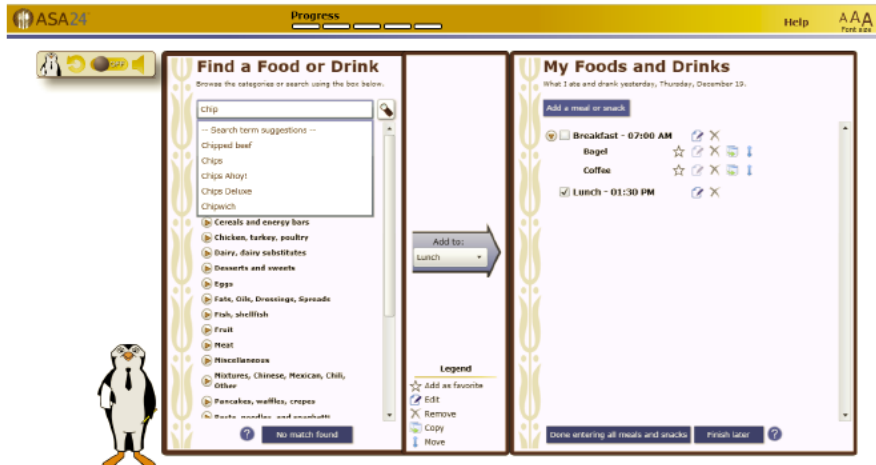 ASA24
Progress
Help
AAA
Font size
OFF
Find a Food or Drink
Browse the categories or search using the box below.
Chip
-- Search term suggestions --
Chipped beef
Chips
Chips Ahoy!
Chips Deluxe
Chipwich
Cereals and energy bars
Chicken, turkey, poultry
Dairy, dairy substitutes
Desserts and sweets
Eggs
Fats, Oils, Dressings, Spreads
Fish, shellfish
Fruit
Meat
Miscellaneous
Mixtures, Chinese, Mexican, Chili,
Other
Pancakes, waffles, crepes
Pasta, noodles, and spaghetti
? No match found
Add to:
Lunch
Legend
Add as favorite
Edit
Remove
Copy
Move
My Foods and Drinks
What I ate and drank yesterday, Thursday, December 19.
Add a meal or snack
Breakfast - 07:00 AM
Bagel
Coffee
Lunch - 01:30 PM
Done entering all meals and snacks Finish later ?